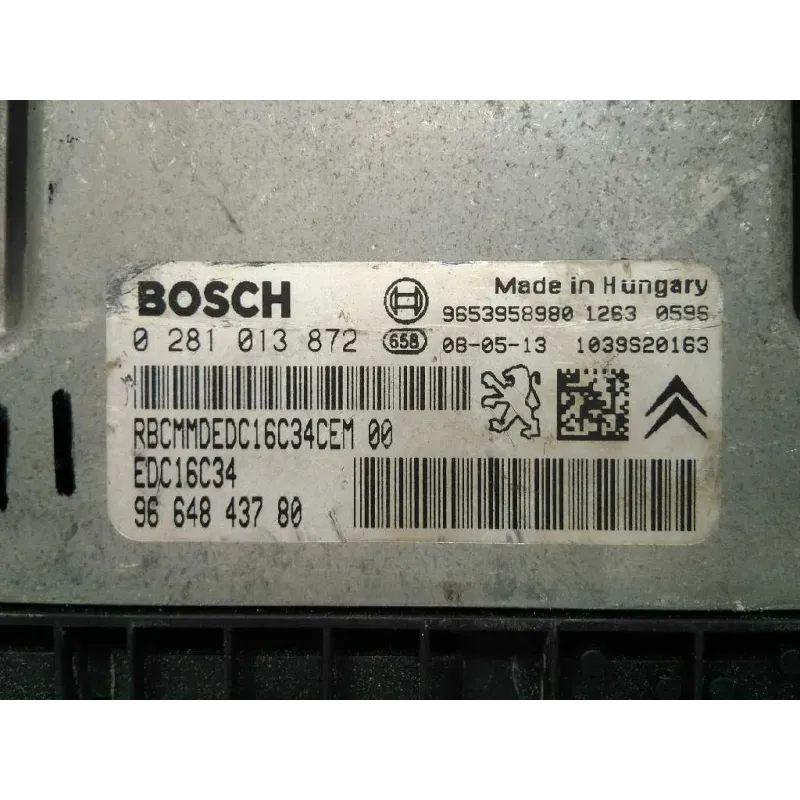 BOSCH
Made in Hungary
9653958980 1263 0596
0 281 013 872 658 08-05-13 1039S20163
RBCMMDEDC16C34CEM 00
EDC16C34
96 648 437 80